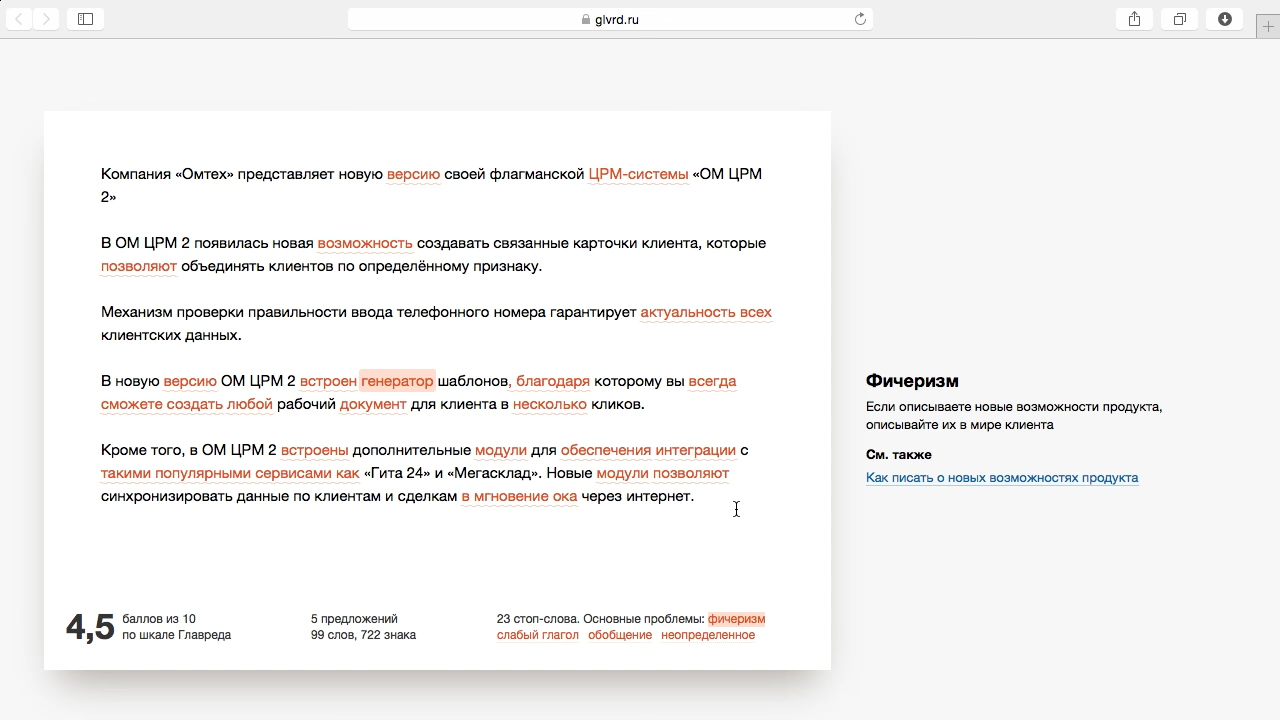 glvrd.ru
Компания «Омтех» представляет новую версию своей флагманской ЦРМ-системы «ОМ ЦРМ
2»
В ОМ ЦРМ 2 появилась новая возможность создавать связанные карточки клиента, которые
позволяют объединять клиентов по определённому признаку.
Механизм проверки правильности ввода телефонного номера гарантирует актуальность всех
клиентских данных.
В новую версию ОМ ЦРМ 2 встроен генератор шаблонов, благодаря которому вы всегда
сможете создать любой рабочий документ для клиента в несколько кликов.
Кроме того, в ОМ ЦРМ 2 встроены дополнительные модули для обеспечения интеграции с
такими популярными сервисами как «Гита 24» и «Мегасклад». Новые модули позволяют
синхронизировать данные по клиентам и сделкам в мгновение ока через интернет.
Фичеризм
Если описываете новые возможности продукта,
описывайте их в мире клиента
См. также
Как писать о новых возможностях продукта
4,5 баллов из 10
по шкале Главреда
5 предложений
99 слов, 722 знака
23 стоп-слова. Основные проблемы: фичеризм
слабый глагол обобщение неопределенное